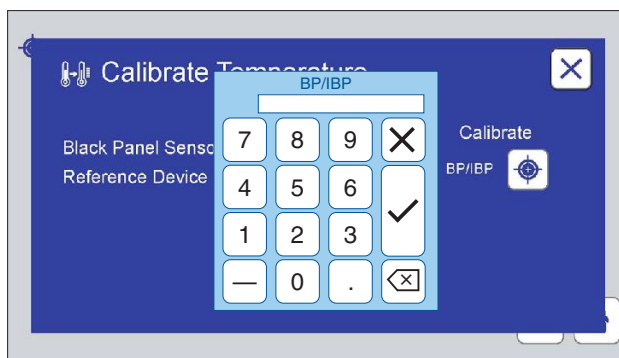 Calibrate Temperature
BP/IBP
Black Panel Senso
Reference Device
7 8 9
4 5 6
1 2 3
— 0 .
Calibrate
BP/IBP